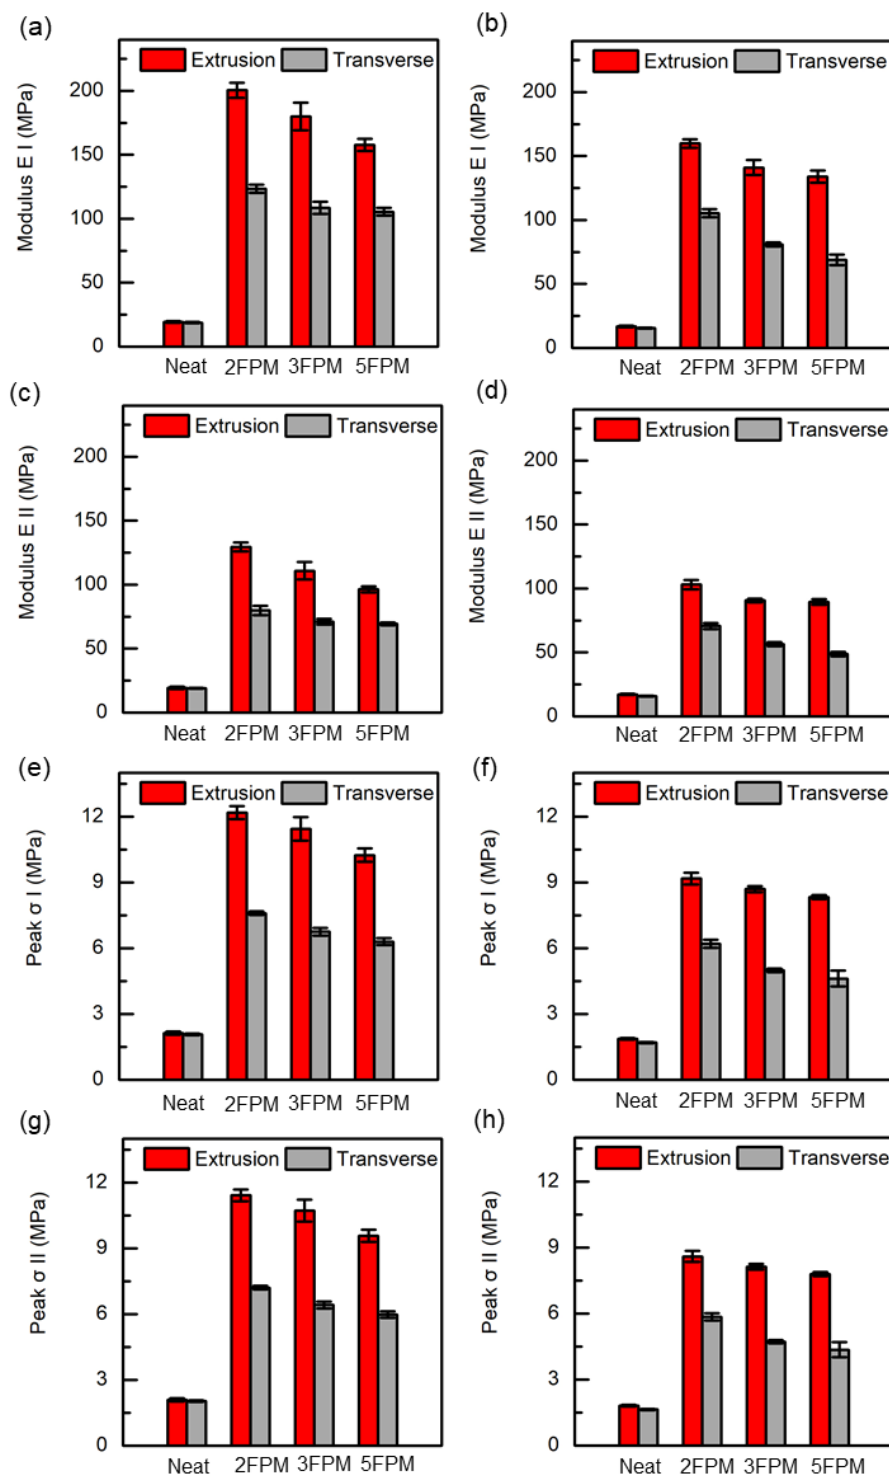 (a)
Extrusion Transverse
Modulus E I (MPa)
200
150
100
50
0
Neat 2FPM 3FPM 5FPM
(b)
Extrusion Transverse
Modulus E I (MPa)
200
150
100
50
0
Neat 2FPM 3FPM 5FPM
(c)
Extrusion Transverse
Modulus E II (MPa)
200
150
100
50
0
Neat 2FPM 3FPM 5FPM
(d)
Extrusion Transverse
Modulus E II (MPa)
200
150
100
50
0
Neat 2FPM 3FPM 5FPM
(e)
Extrusion Transverse
Peak σ I (MPa)
12
9
6
3
0
Neat 2FPM 3FPM 5FPM
(f)
Extrusion Transverse
Peak σ I (MPa)
12
9
6
3
0
Neat 2FPM 3FPM 5FPM
(g)
Extrusion Transverse
Peak σ II (MPa)
12
9
6
3
0
Neat 2FPM 3FPM 5FPM
(h)
Extrusion Transverse
Peak σ II (MPa)
12
9
6
3
0
Neat 2FPM 3FPM 5FPM